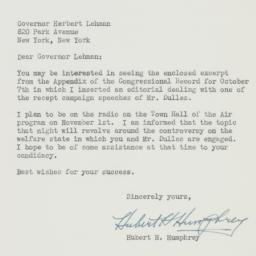 Governor Herbert Lehman
820 Park Avenue
New York, New York
Dear Governor Lehman:
You may be interested in seeing the enclosed excerpt
from the Appendix of the Congressional Record for October
7th in which I inserted an editorial dealing with one
of the recept campaign speeches of Mr. Dulles.
I plan to be on the radio on the Town Hall of the Air
program on November 1st. I am informed that the topic
that night will revolve around the controversy on the
welfare state in which you and Mr. Dulles are engaged.
I hope to be of some assistance at that time to your
candidacy.
Best wishes for your success.
Sincerely yours,
Hubert H Humphrey
Hubert H. Humphrey